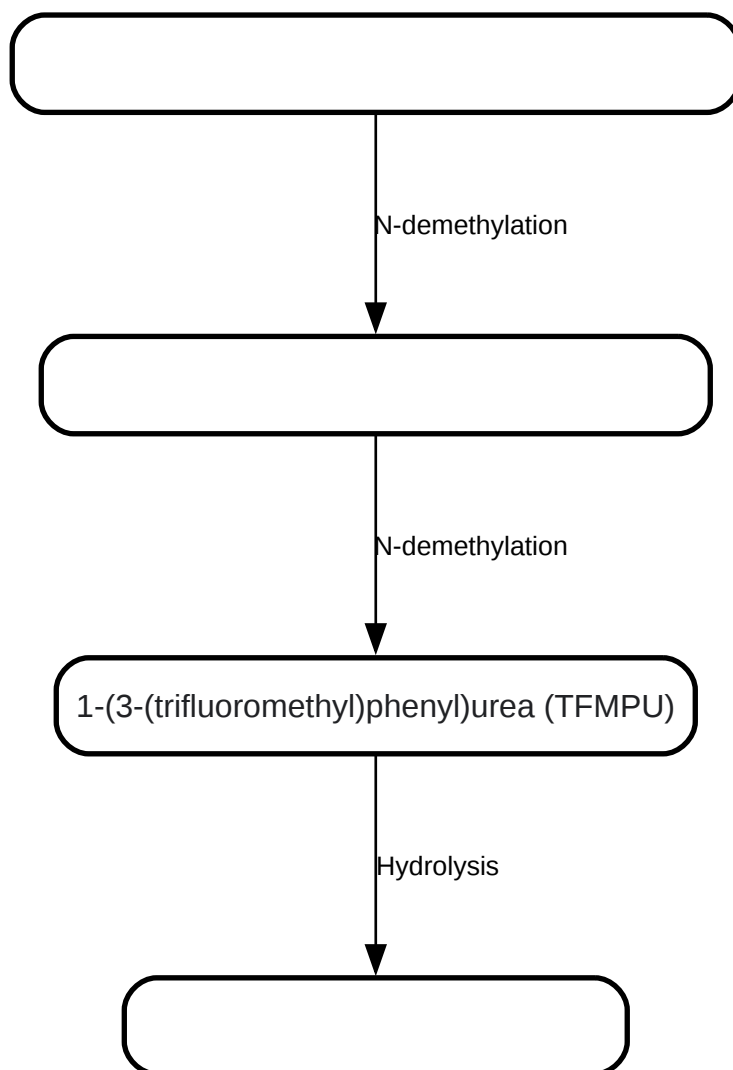 N-demethylation
N-demethylation
1-(3-(trifluoromethyl)phenyl)urea (TFMPU)
Hydrolysis